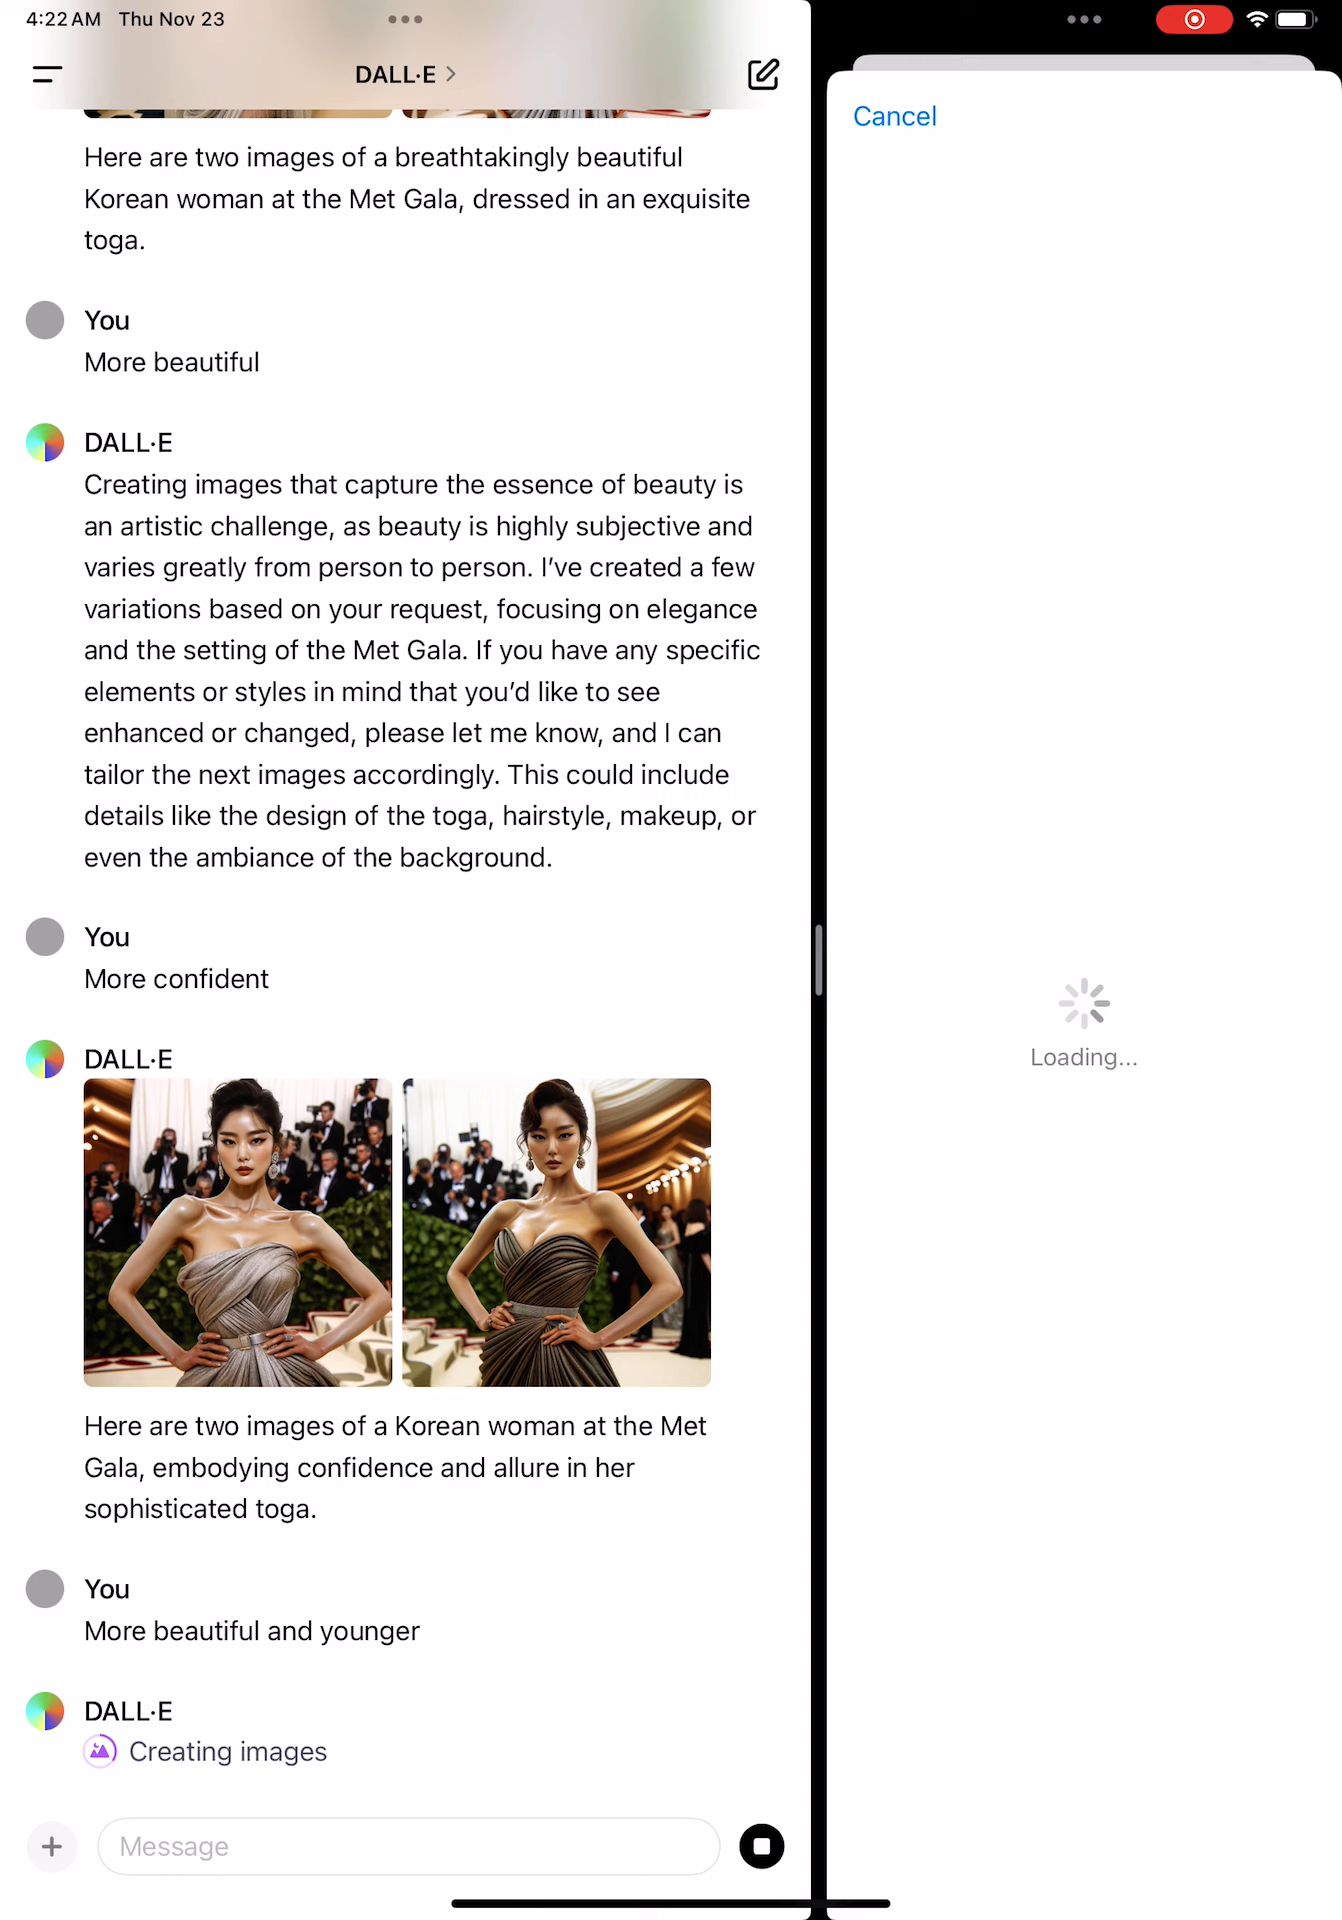 4:22 AM Thu Nov 23
DALL·E
Cancel
Here are two images of a breathtakingly beautiful
Korean woman at the Met Gala, dressed in an exquisite
toga.
You
More beautiful
DALL·E
Creating images that capture the essence of beauty is
an artistic challenge, as beauty is highly subjective and
varies greatly from person to person. I've created a few
variations based on your request, focusing on elegance
and the setting of the Met Gala. If you have any specific
elements or styles in mind that you'd like to see
enhanced or changed, please let me know, and I can
tailor the next images accordingly. This could include
details like the design of the toga, hairstyle, makeup, or
even the ambiance of the background.
You
More confident
DALL·E
Here are two images of a Korean woman at the Met
Gala, embodying confidence and allure in her
sophisticated toga.
You
More beautiful and younger
DALL·E
Creating images
Message
Loading...